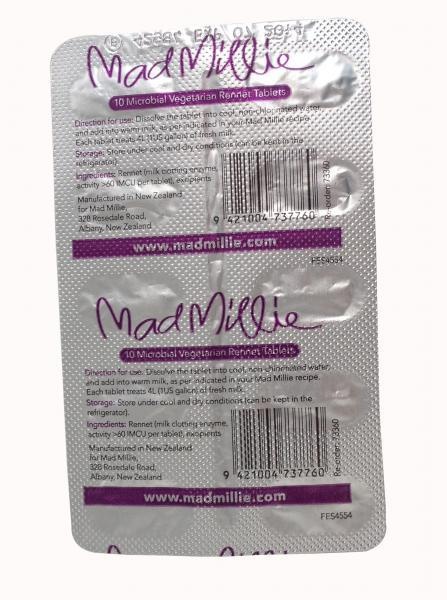 Mad Millie
10 Microbial Vegetarian Rennet Tablets
Direction for use: Dissolve the tablet into cool, non-chlorinated water,
and add into warm milk, as per indicated in your Mad Millie recipe.
Each tablet treats 4L (1US gallon) of fresh milk.
Storage: Store under cool and dry conditions (can be kept in the
refrigerator).
Ingredients: Rennet (milk clotting enzyme,
activity >60 IMCU per tablet), excipients
Manufactured in New Zealand
for Mad Millie,
328 Rosedale Road,
Albany, New Zealand
9 421004 737760
Re-order: 73360
www.madmillie.com
FES4554
Mad Millie
10 Microbial Vegetarian Rennet Tablets
Direction for use: Dissolve the tablet into cool, non-chlorinated water,
and add into warm milk, as per indicated in your Mad Millie recipe.
Each tablet treats 4L (1US gallon) of fresh milk.
Storage: Store under cool and dry conditions (can be kept in the
refrigerator).
Ingredients: Rennet (milk clotting enzyme,
activity >60 IMCU per tablet), excipients
Manufactured in New Zealand
for Mad Millie,
328 Rosedale Road,
Albany, New Zealand
9 421004 737760
Re-order: 73360
www.madmillie.com
FES4554